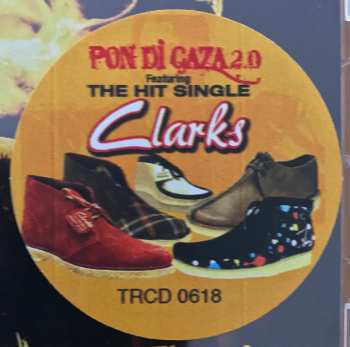 PON Di GAZA 2.0
Featuring
THE HIT SINGLE
Clarks
TRCD 0618